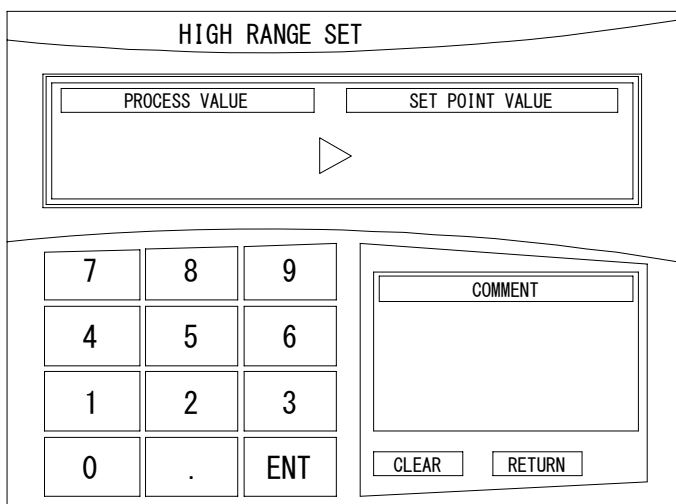 HIGH RANGE SET
PROCESS VALUE SET POINT VALUE
7 8 9
COMMENT
4 5 6
1 2 3
0 . ENT
CLEAR RETURN